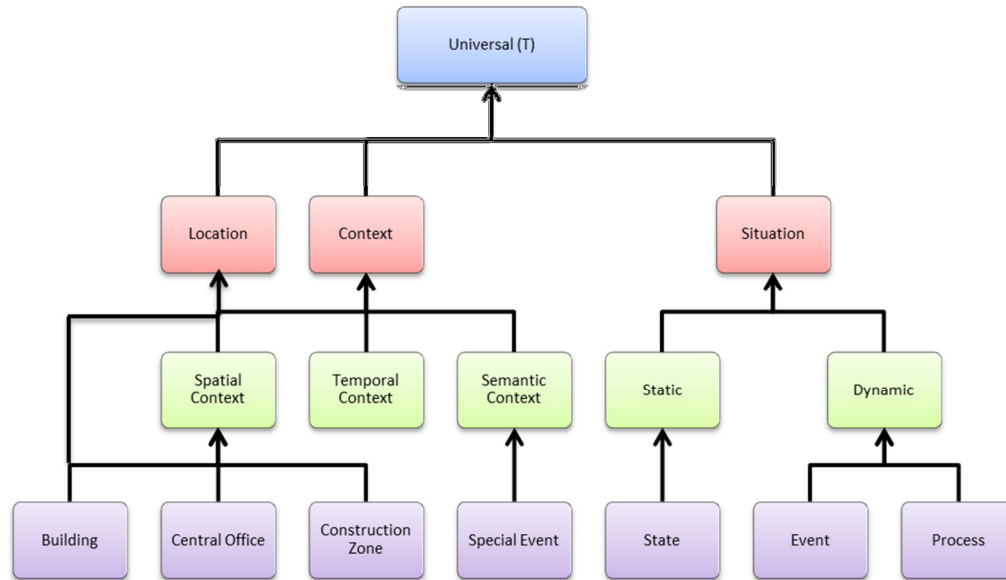 Universal (T)
Location
Context
Situation
Spatial
Context
Temporal
Context
Semantic
Context
Static
Dynamic
Building
Central Office
Construction
Zone
Special Event
State
Event
Process